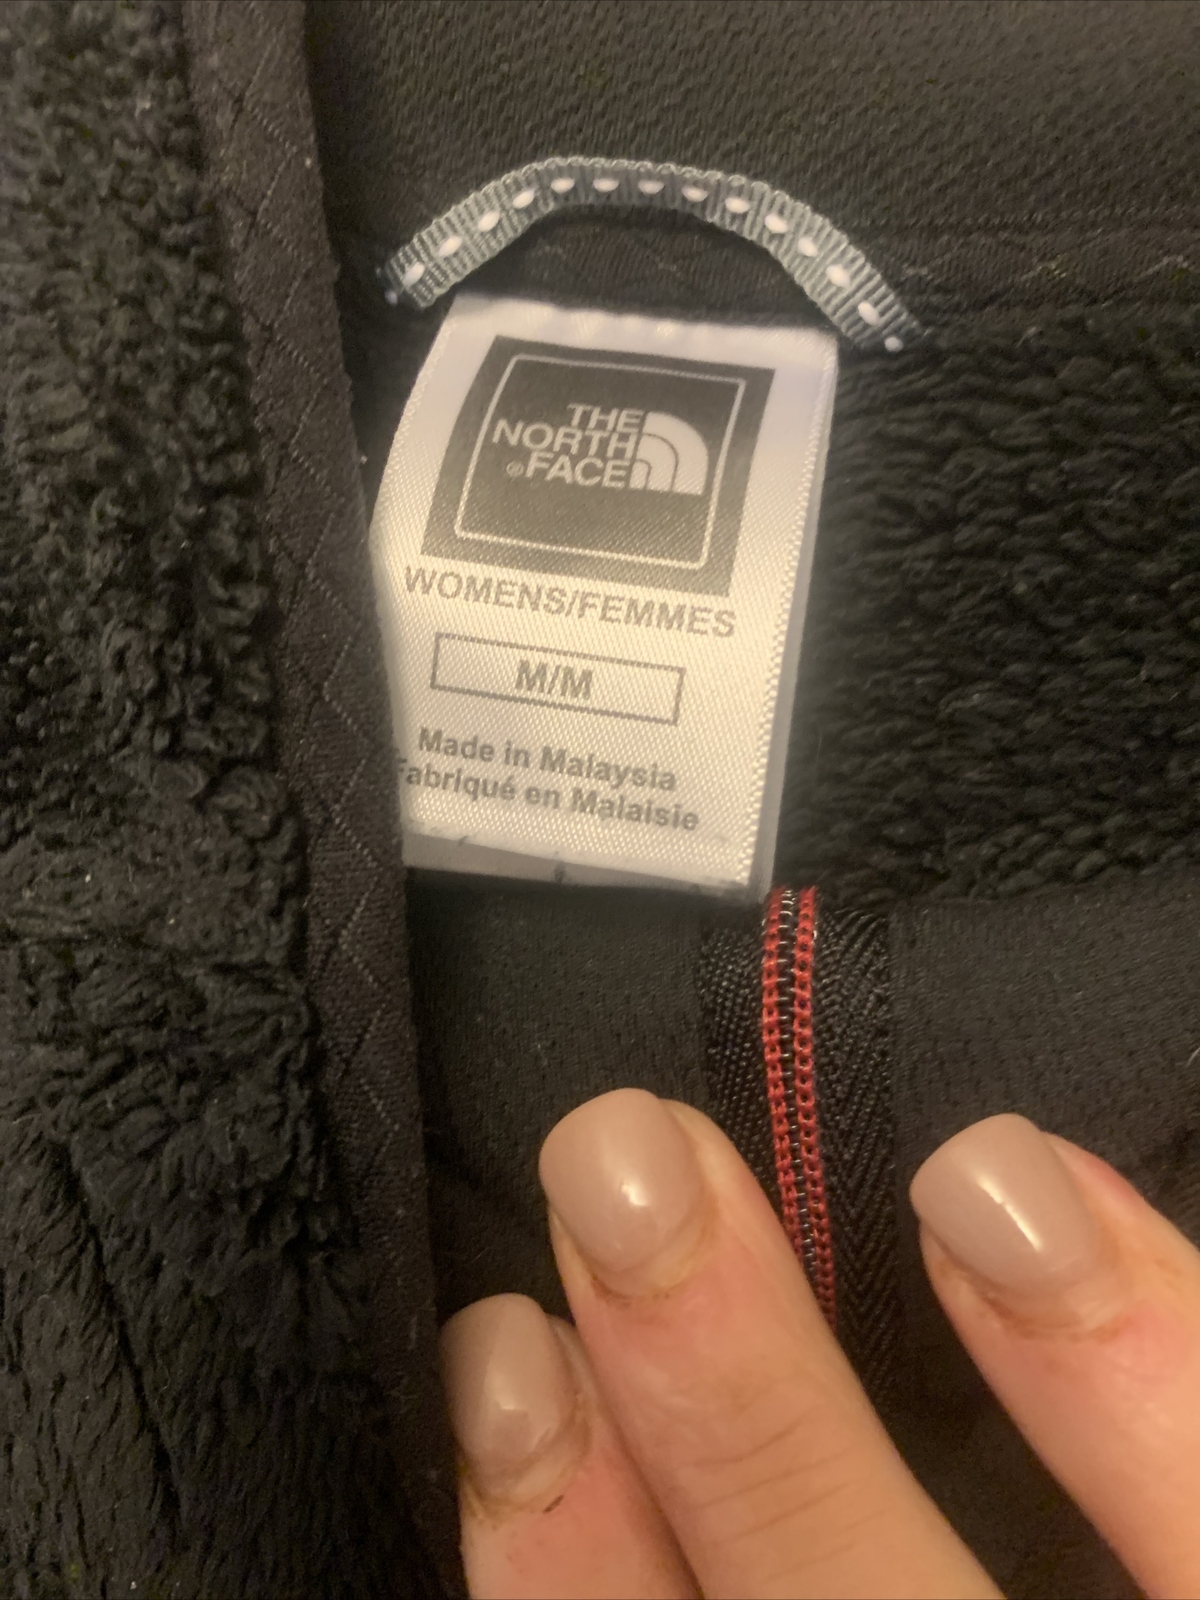 THE
NORTH
®FACE
WOMENS/FEMMES
M/M
Made in Malaysia
Fabriqué en Malaisie